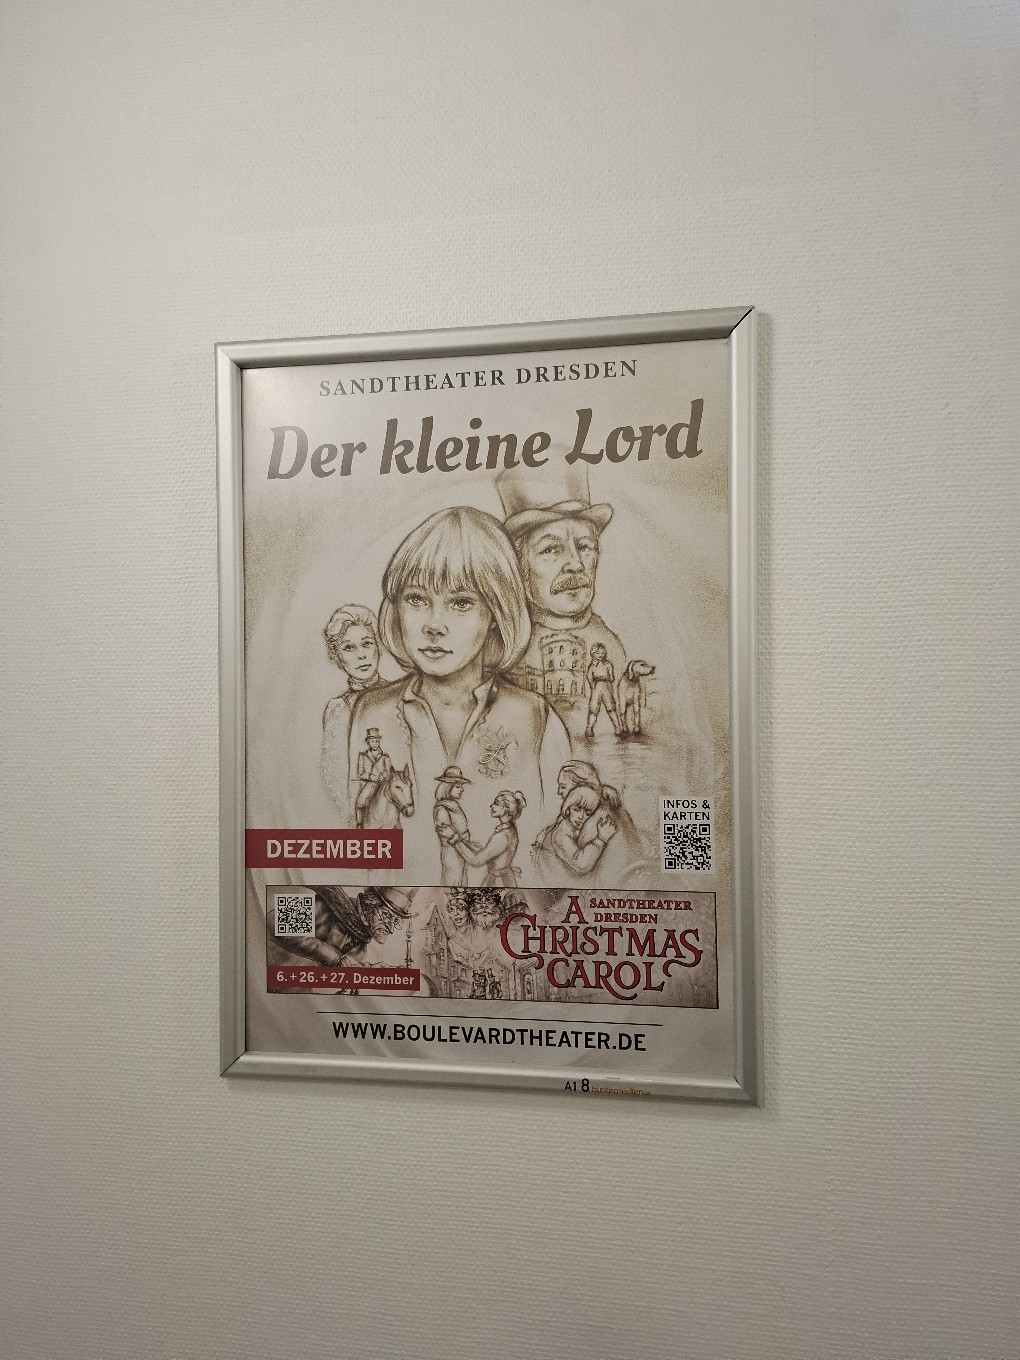 SANDTHEATER DRESDEN
Der kleine Lord
INFOS &
KARTEN
DEZEMBER
A SANDTHEATER
DRESDEN
CHRISTMAS
CAROL
6.+26.+27. Dezember
WWW.BOULEVARDTHEATER.DE
A1 8